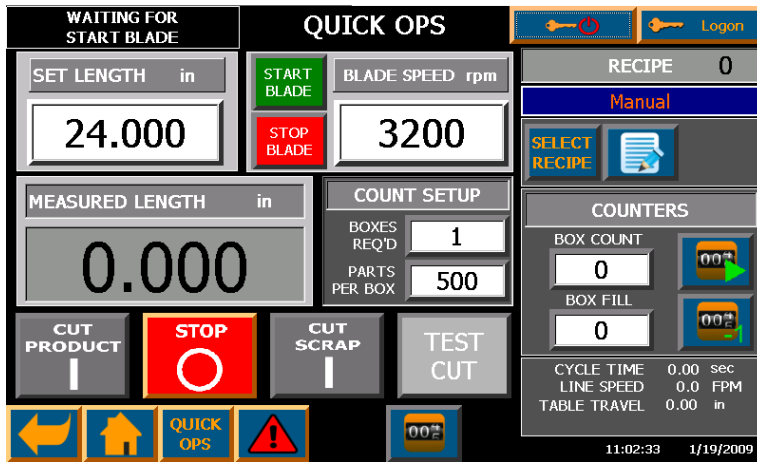 WAITING FOR
START BLADE
QUICK OPS
Logon
SET LENGTH in
24.000
START
BLADE
STOP
BLADE
BLADE SPEED rpm
3200
RECIPE 0
Manual
SELECT
RECIPE
MEASURED LENGTH in
0.000
COUNT SETUP
BOXES
REQ'D
1
PARTS
PER BOX
500
COUNTERS
BOX COUNT
0
BOX FILL
0
-1
CUT
PRODUCT
STOP
CUT
SCRAP
TEST
CUT
CYCLE TIME 0.00 sec
LINE SPEED 0.0 FPM
TABLE TRAVEL 0.00 in
QUICK
OPS
11:02:33 1/19/2009